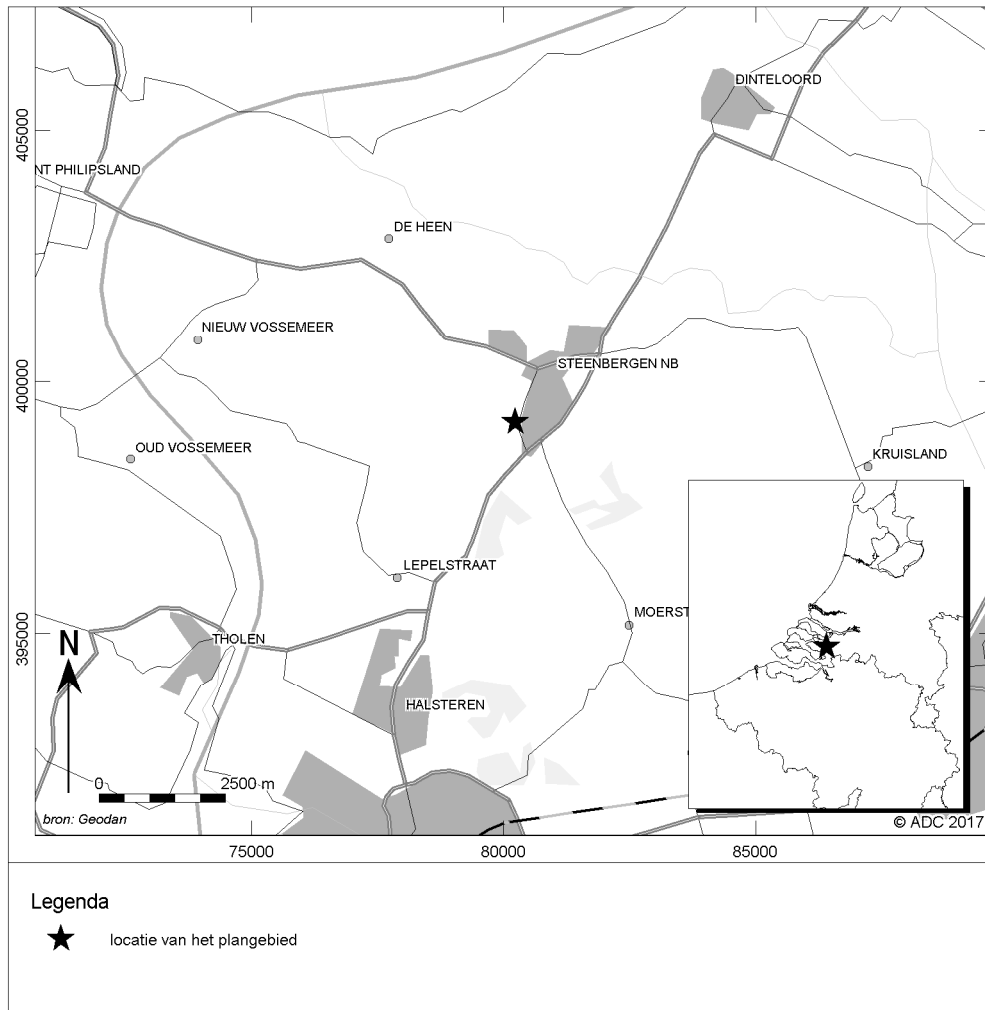 DINTELOORD
405000
NT PHILIPSLAND
DE HEEN
NIEUW VOSSEMEER
STEENBERGEN NB
400000
OUD VOSSEMEER
KRUISLAND
LEPELSTRAAT
MOERST
THOLEN
395000
N
HALSTEREN
0 2500 m
bron: Geodan
© ADC 2017
75000 80000 85000
Legenda
locatie van het plangebied